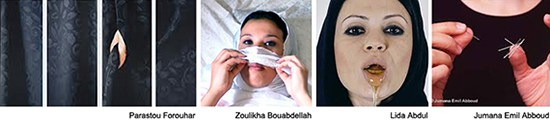 ©Jumana Emil Abboud
Parastou Forouhar
Zoulikha Bouabdellah
Lida Abdul
Jumana Emil Abboud